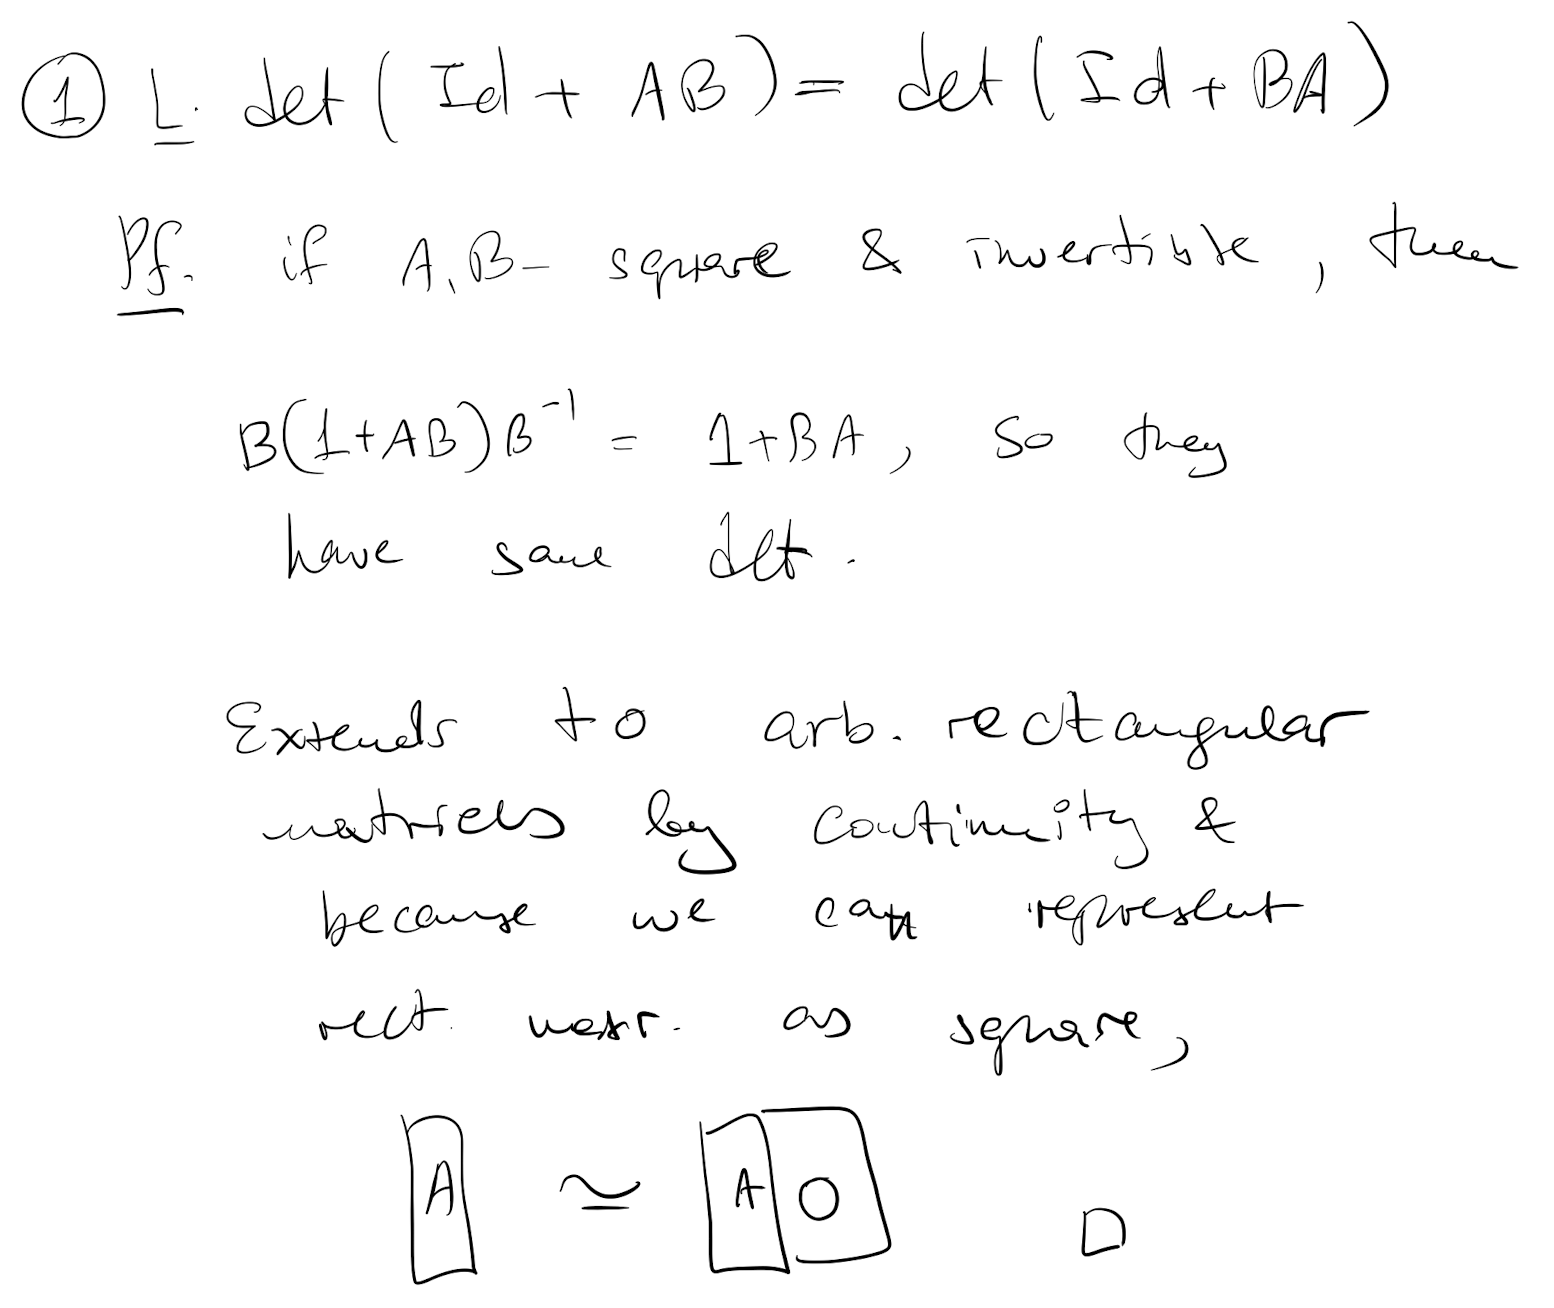 ① L. det ( Id + AB ) = det ( Id + BA )
Pf. if A, B - square & invertible, then
B(1+AB)B⁻¹ = 1+BA, so they
have same det.
Extends to arb. rectangular
matrices by continuity &
because we can represent
rect. matr. as square,
A ≃ A 0 □